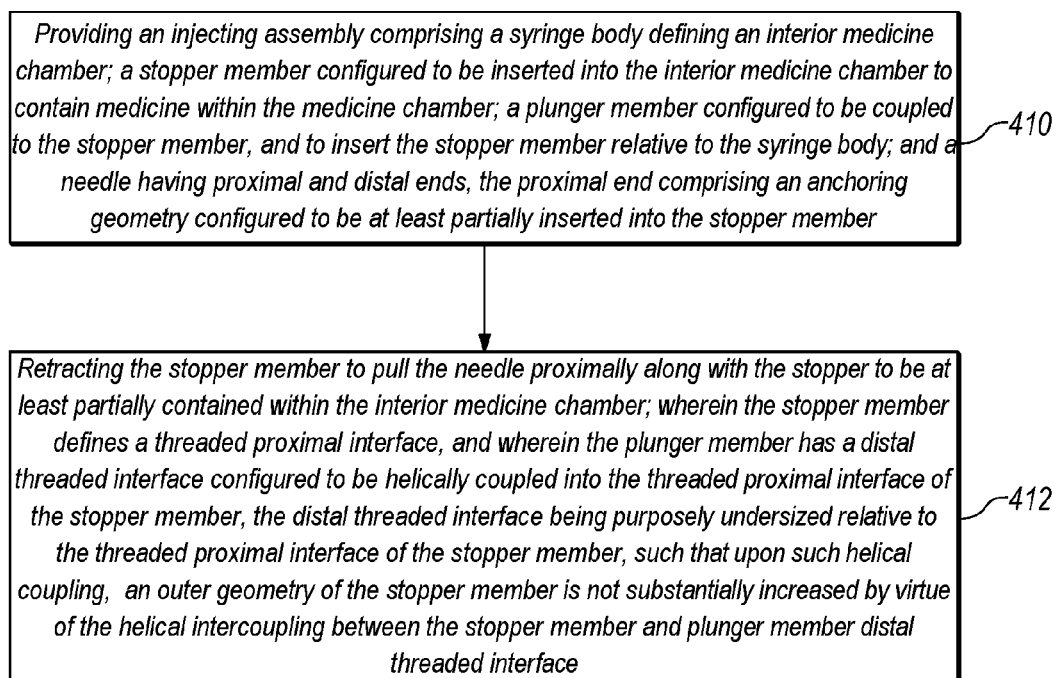 Providing an injecting assembly comprising a syringe body defining an interior medicine
chamber; a stopper member configured to be inserted into the interior medicine chamber to
contain medicine within the medicine chamber; a plunger member configured to be coupled
to the stopper member, and to insert the stopper member relative to the syringe body; and a
needle having proximal and distal ends, the proximal end comprising an anchoring
geometry configured to be at least partially inserted into the stopper member
410
Retracting the stopper member to pull the needle proximally along with the stopper to be at
least partially contained within the interior medicine chamber; wherein the stopper member
defines a threaded proximal interface, and wherein the plunger member has a distal
threaded interface configured to be helically coupled into the threaded proximal interface of
the stopper member, the distal threaded interface being purposely undersized relative to
the threaded proximal interface of the stopper member, such that upon such helical
coupling, an outer geometry of the stopper member is not substantially increased by virtue
of the helical intercoupling between the stopper member and plunger member distal
threaded interface
412